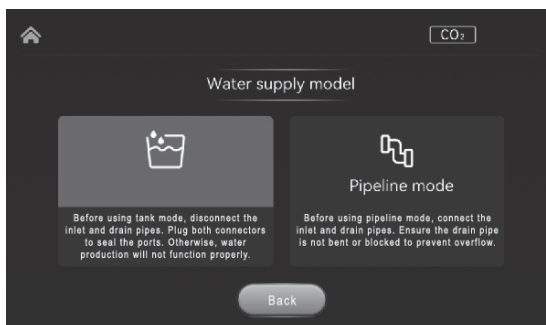 CO₂
Water supply model
Before using tank mode, disconnect the
inlet and drain pipes. Plug both connectors
to seal the ports. Otherwise, water
production will not function properly.
Pipeline mode
Before using pipeline mode, connect the
inlet and drain pipes. Ensure the drain pipe
is not bent or blocked to prevent overflow.
Back